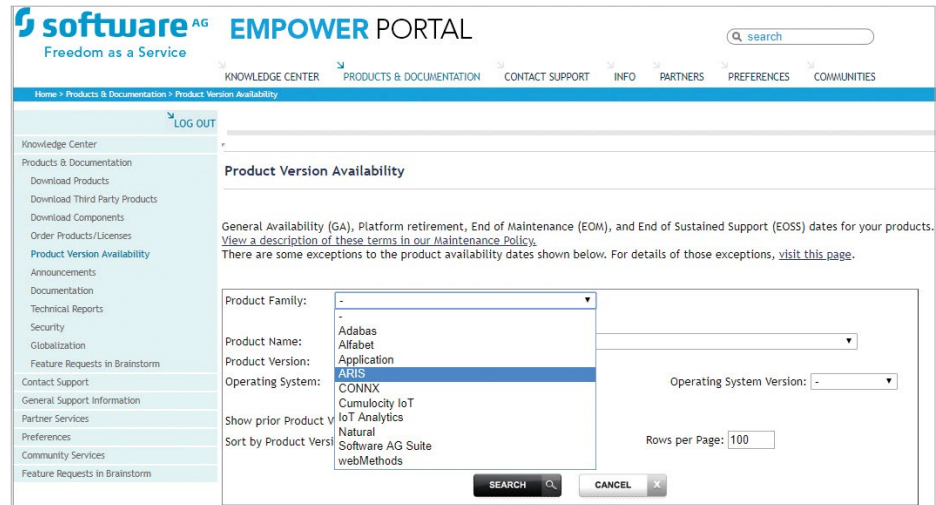 software AG
Freedom as a Service
EMPOWER PORTAL
search
KNOWLEDGE CENTER PRODUCTS & DOCUMENTATION CONTACT SUPPORT INFO PARTNERS PREFERENCES COMMUNITIES
Home > Products & Documentation > Product Version Availability
LOG OUT
Knowledge Center
Products & Documentation
Download Products
Download Third Party Products
Download Components
Order Products/Licenses
Product Version Availability
Announcements
Documentation
Technical Reports
Security
Globalization
Feature Requests in Brainstorm
Contact Support
General Support Information
Partner Services
Preferences
Community Services
Feature Requests in Brainstorm
Product Version Availability
General Availability (GA), Platform retirement, End of Maintenance (EOM), and End of Sustained Support (EOSS) dates for your products.
View a description of these terms in our Maintenance Policy.
There are some exceptions to the product availability dates shown below. For details of those exceptions, visit this page.
Product Family: -
-
Adabas
Alfabet
Application
ARIS
CONNX
Cumulocity IoT
IoT Analytics
Natural
Software AG Suite
webMethods
Product Name:
Product Version:
Operating System: Operating System Version: -
Show prior Product V
Sort by Product Versi Rows per Page: 100
SEARCH CANCEL X